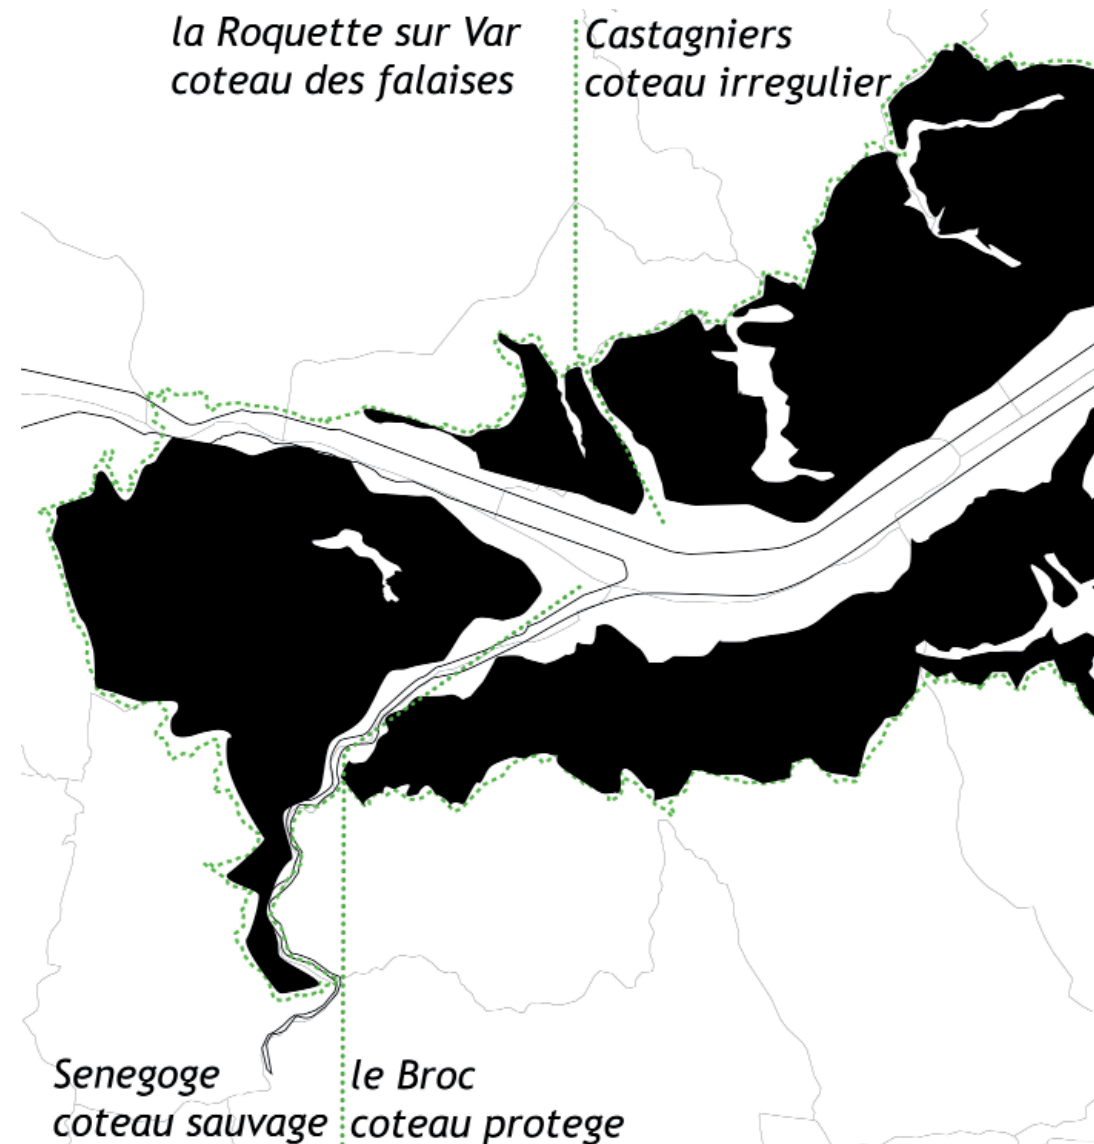 la Roquette sur Var
coteau des falaises
Castagniers
coteau irregulier
Senegoge
coteau sauvage
le Broc
coteau protege